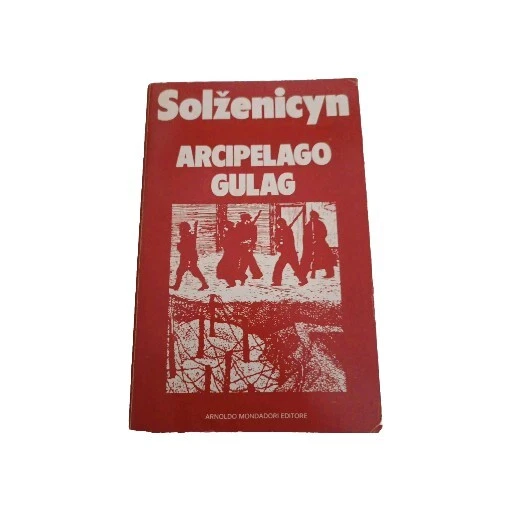 Solženicyn
ARCIPELAGO
GULAG
ARNOLDO MONDADORI EDITORE